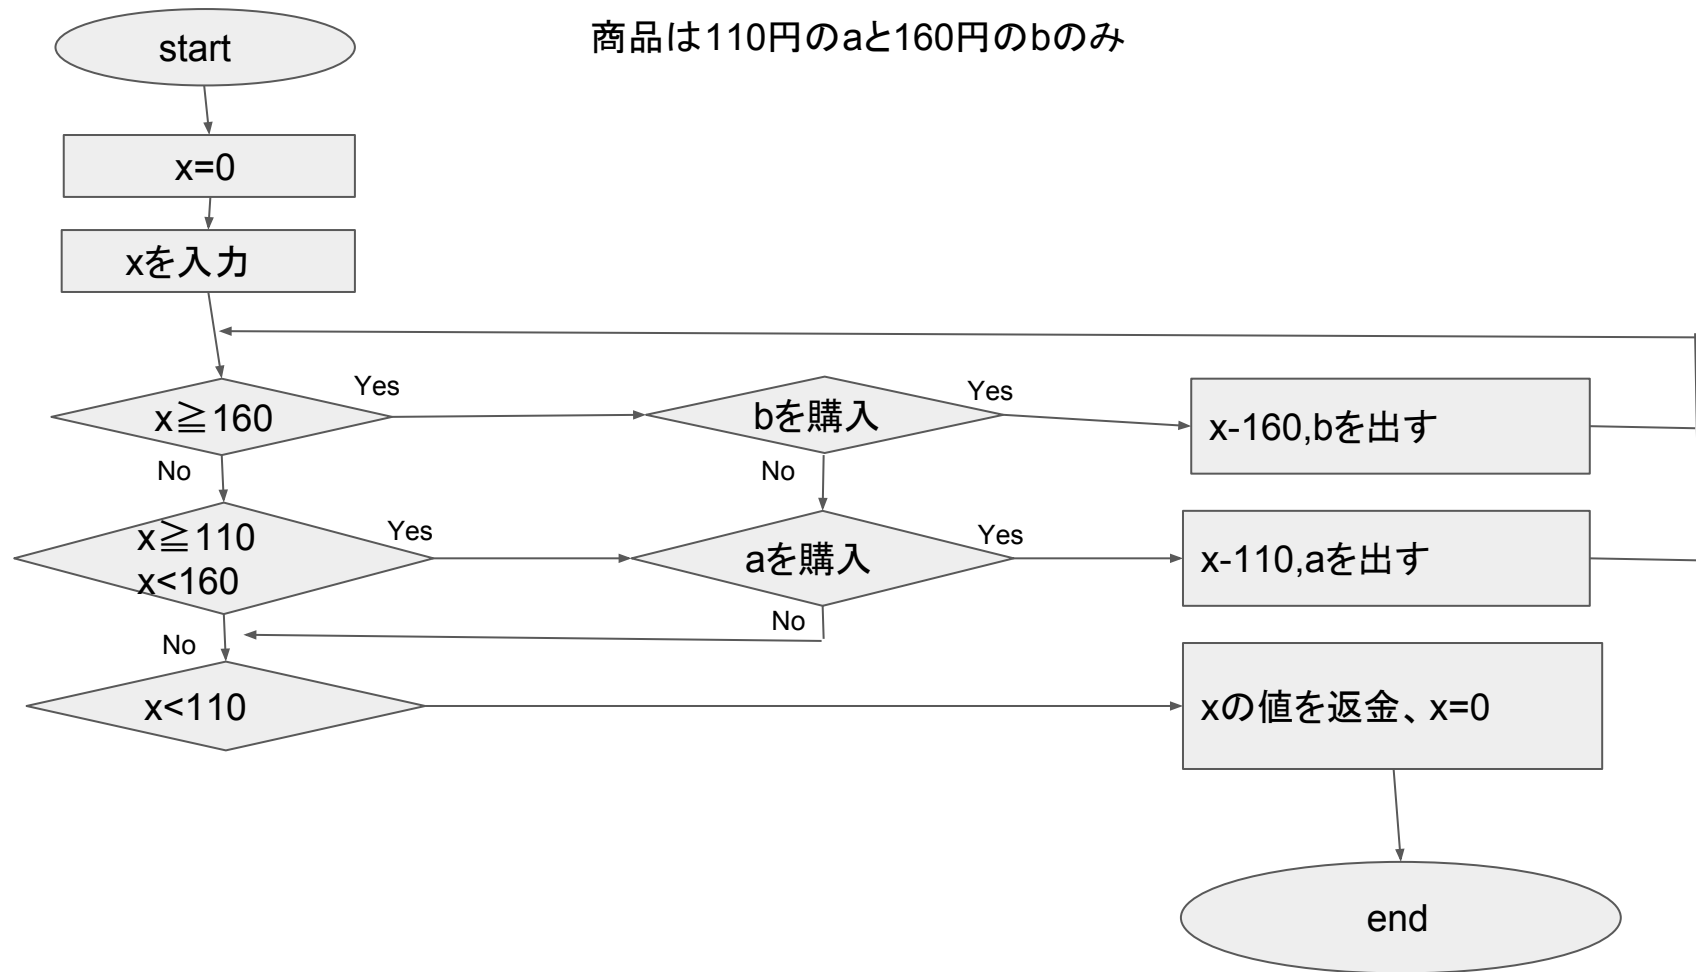 start
商品は110円のaと160円のbのみ
x=0
xを入力
x≧160
Yes
bを購入
Yes
x-160,bを出す
No
No
x≧110
x<160
Yes
aを購入
Yes
x-110,aを出す
No
No
x<110
xの値を返金、x=0
end